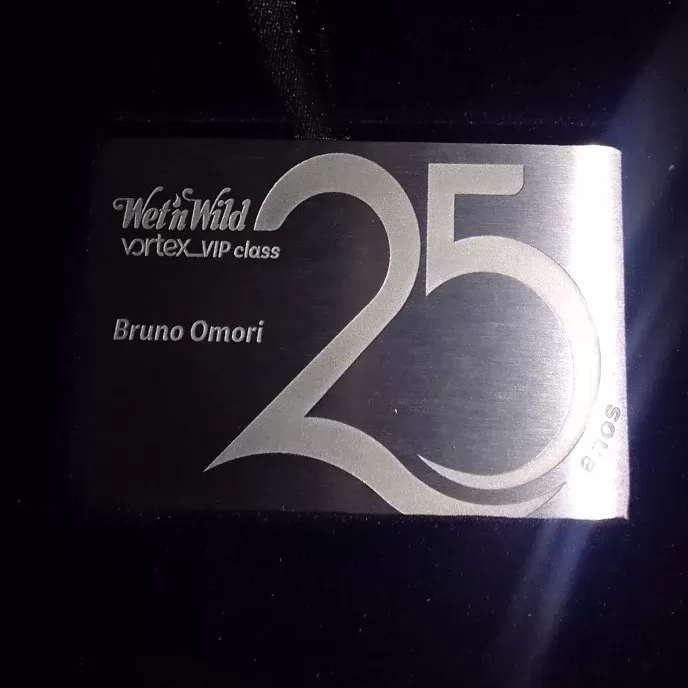 Wet'n Wild
vortex_VIP class
Bruno Omori
25
anos